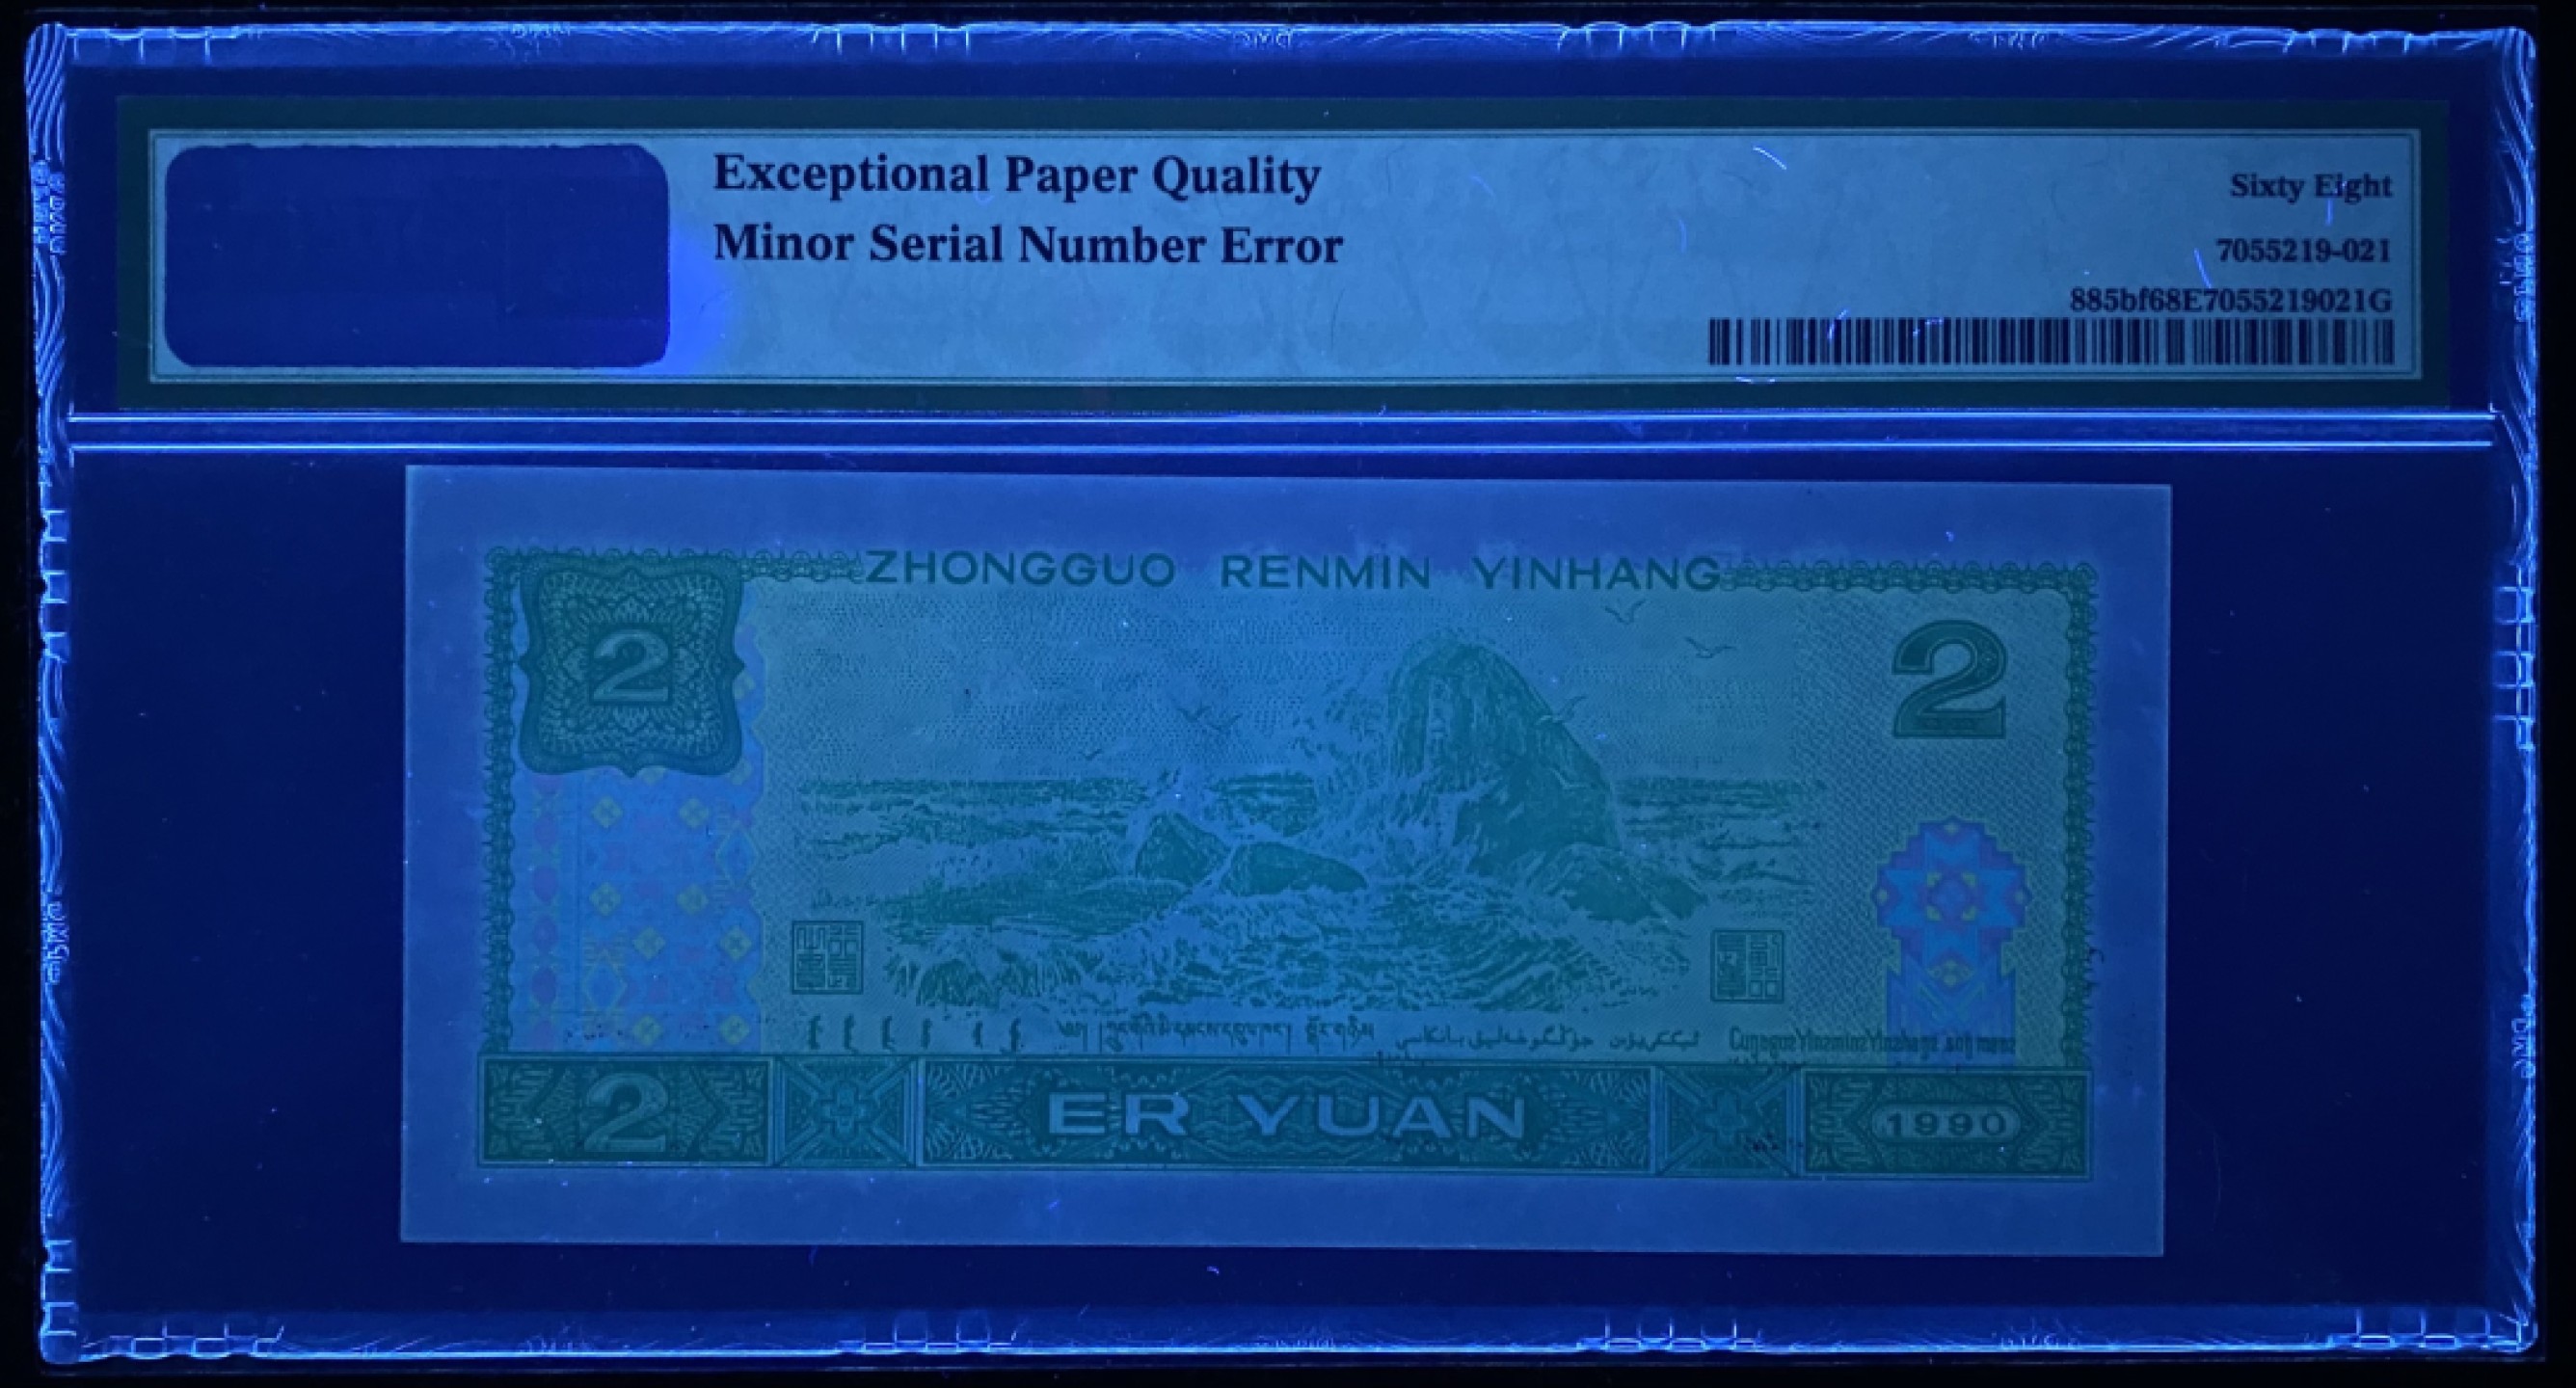 Exceptional Paper Quality
Minor Serial Number Error
Sixty Eight
7055219-021
885bf68E7055219021G
ZHONGGUO RENMIN YINHANG
2
2
2
ER YUAN
1990